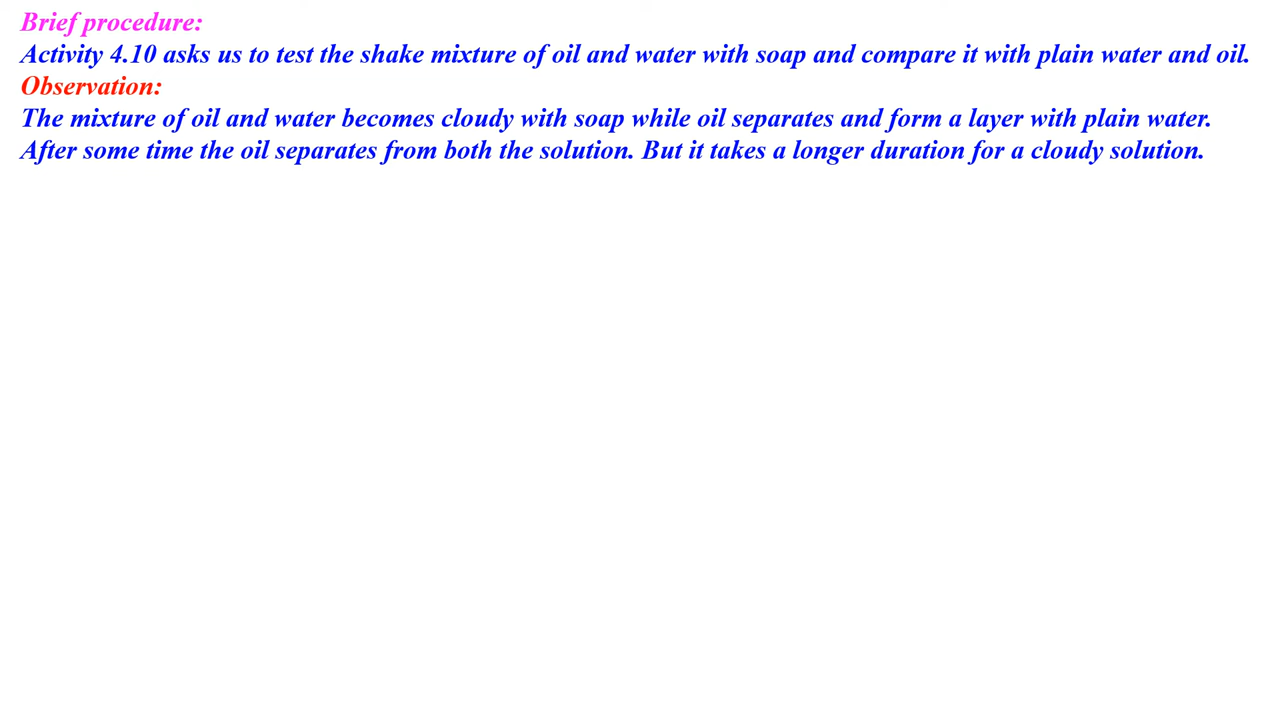 Brief procedure:
Activity 4.10 asks us to test the shake mixture of oil and water with soap and compare it with plain water and oil.
Observation:
The mixture of oil and water becomes cloudy with soap while oil separates and form a layer with plain water.
After some time the oil separates from both the solution. But it takes a longer duration for a cloudy solution.